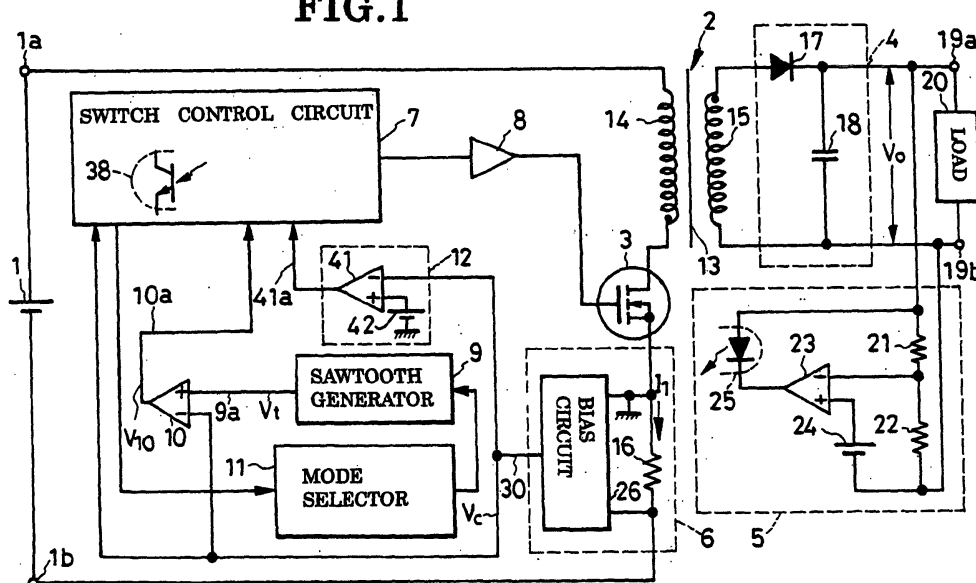 FIG.1
1a
2
17
4
19a
SWITCH CONTROL CIRCUIT
7
8
14
15
18
Vo
20
LOAD
38
3
13
19b
41
12
1
10a
41a
42
9
SAWTOOTH
GENERATOR
9a
Vt
V10
10
11
MODE
SELECTOR
Vc
30
BIAS
CIRCUIT
I1
16
26
6
21
23
25
24
22
5
1b